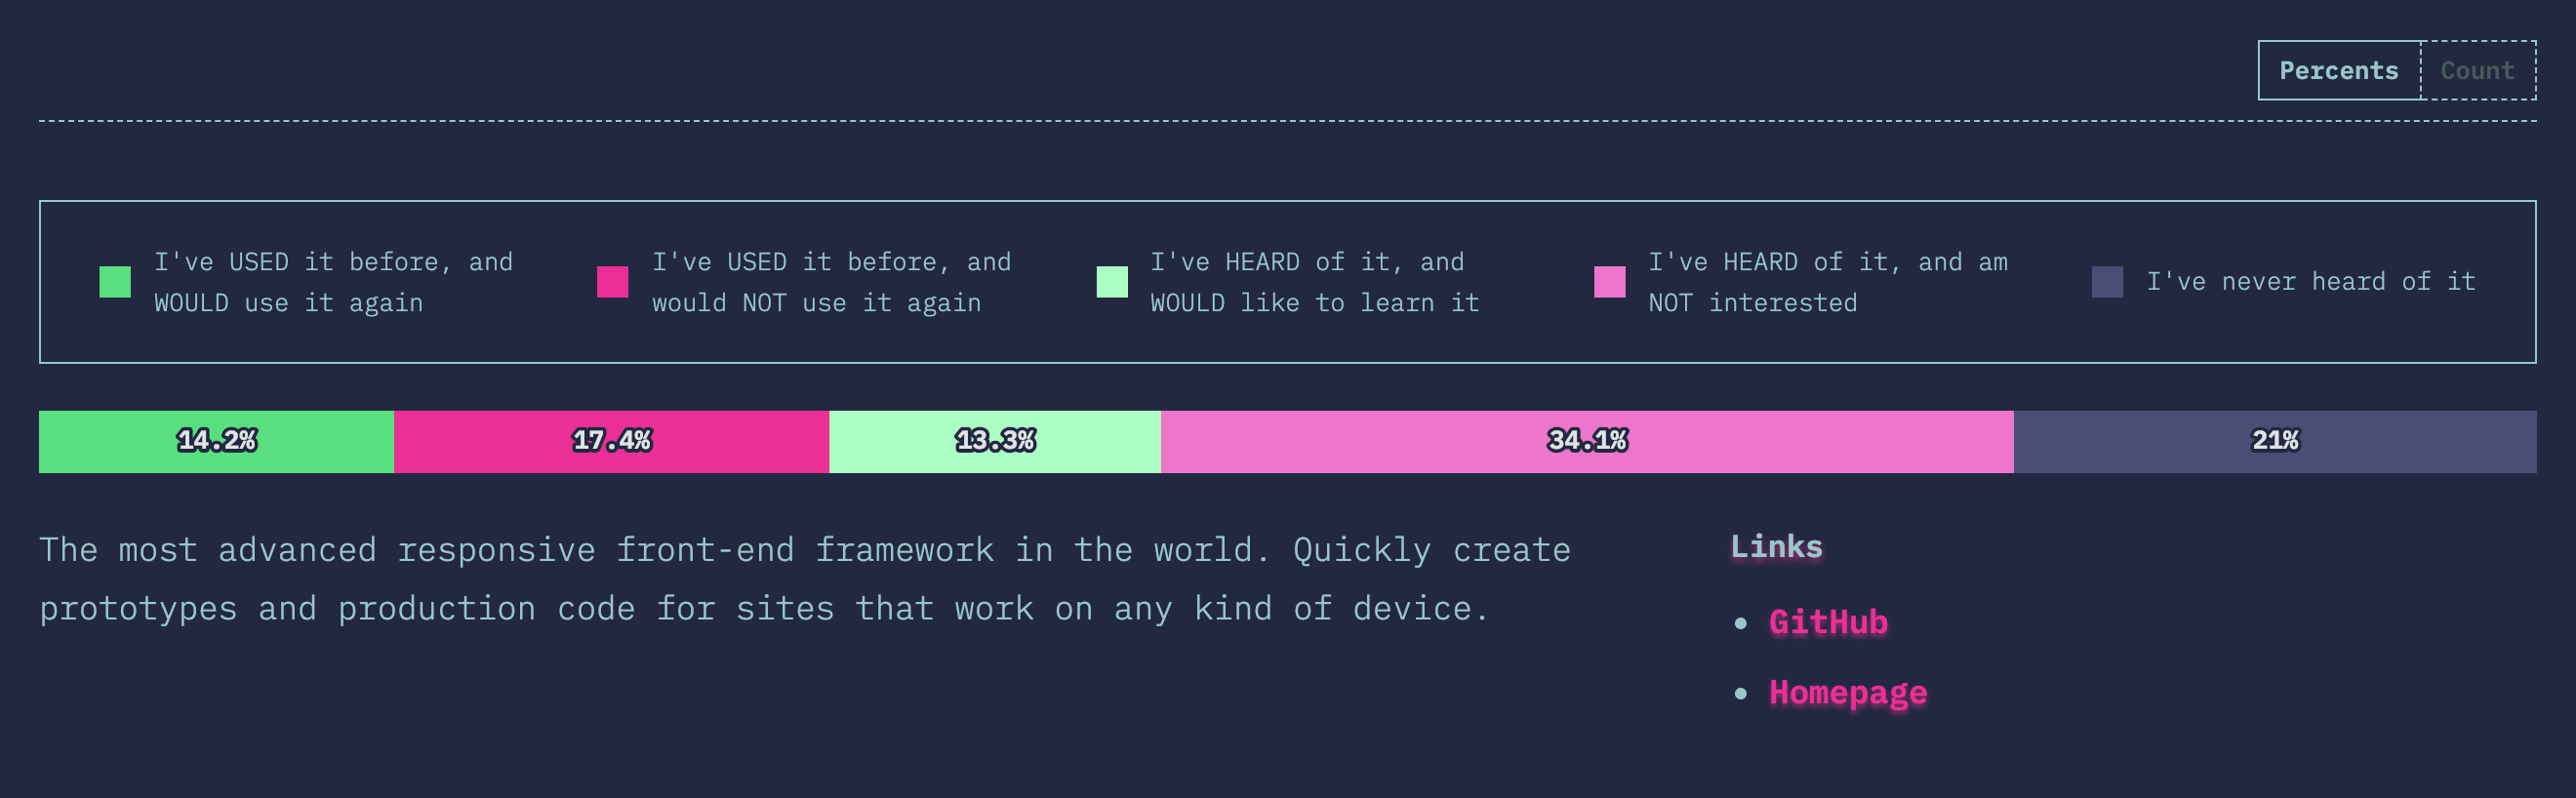 Percents Count
I've USED it before, and
WOULD use it again
I've USED it before, and
would NOT use it again
I've HEARD of it, and
WOULD like to learn it
I've HEARD of it, and am
NOT interested
I've never heard of it
14.2% 17.4% 13.3% 34.1% 21%
The most advanced responsive front-end framework in the world. Quickly create
prototypes and production code for sites that work on any kind of device.
Links
• GitHub
• Homepage